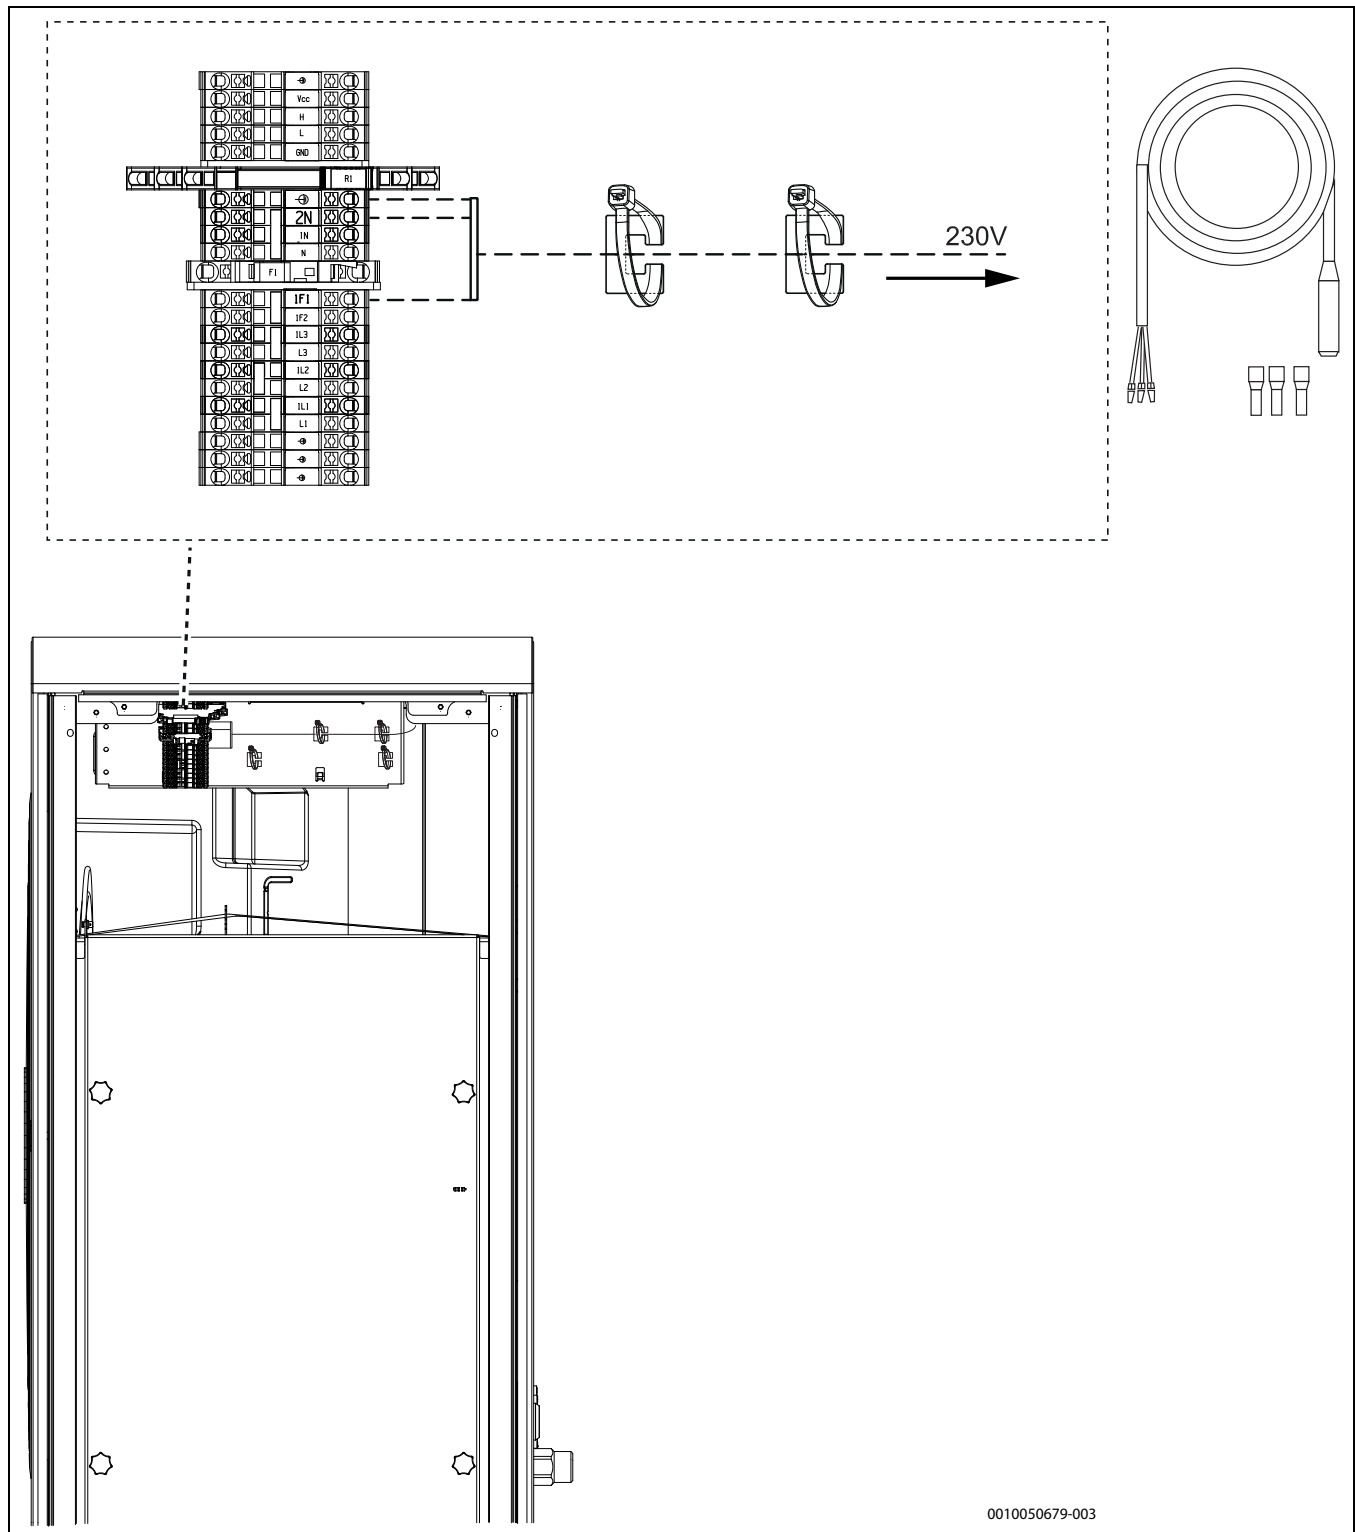 Vcc
H
L
GND
R1
2N
1N
N
230V
F1
1F1
1F2
1L3
L3
1L2
L2
1L1
L1
0010050679-003